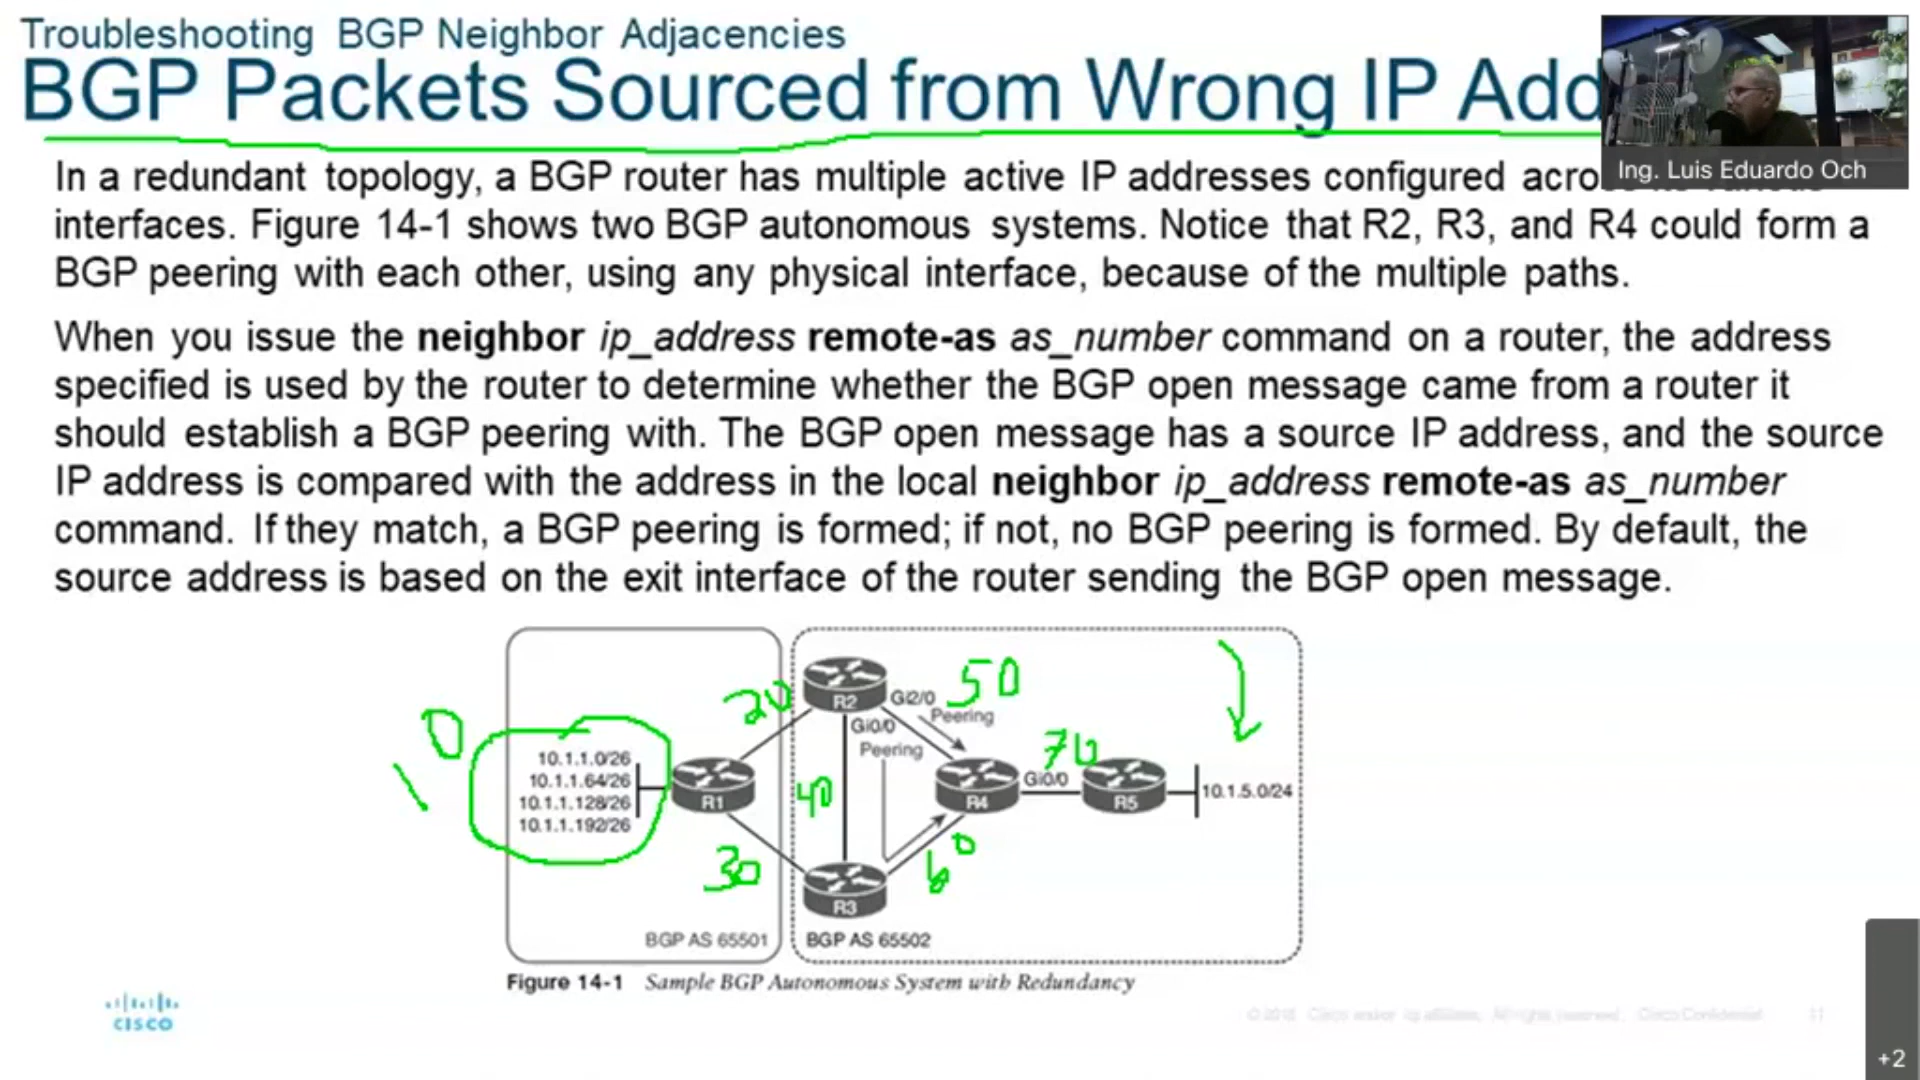 Troubleshooting BGP Neighbor Adjacencies
BGP Packets Sourced from Wrong IP Add
Ing. Luis Eduardo Och
In a redundant topology, a BGP router has multiple active IP addresses configured
interfaces. Figure 14-1 shows two BGP autonomous systems. Notice that R2, R3, and R4 could form a
BGP peering with each other, using any physical interface, because of the multiple paths.
When you issue the neighbor ip_address remote-as as_number command on a router, the address
specified is used by the router to determine whether the BGP open message came from a router it
should establish a BGP peering with. The BGP open message has a source IP address, and the source
IP address is compared with the address in the local neighbor ip_address remote-as as_number
command. If they match, a BGP peering is formed; if not, no BGP peering is formed. By default, the
source address is based on the exit interface of the router sending the BGP open message.
10
10.1.1.0/26
10.1.1.64/26
10.1.1.128/26
10.1.1.192/26
R1
20
30
R2
Gi2/0
50
Peering
Gi0/0
Peering
40
R4
Gi0/0
70
R5
10.1.5.0/24
60
R3
BGP AS 65501
BGP AS 65502
Figure 14-1 Sample BGP Autonomous System with Redundancy
CISCO
Cisco Confidential
11
+2